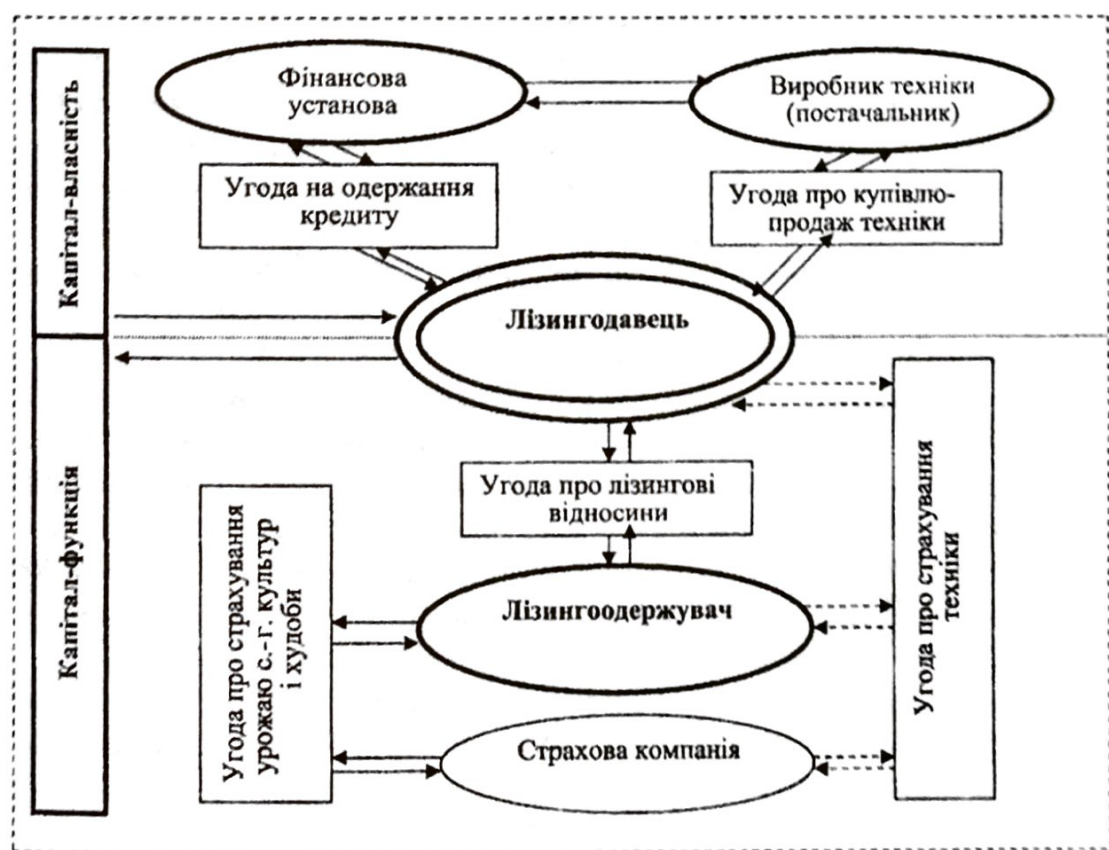 Капітал-власність
Фінансова
установа
Виробник техніки
(постачальник)
Угода на одержання
кредиту
Угода про купівлю-
продаж техніки
Лізингодавець
Капітал-функція
Угода про лізингові
відносини
Угода про страхування
урожаю с.-г. культур
і худоби
Лізингоодержувач
Угода про страхування
техніки
Страхова компанія